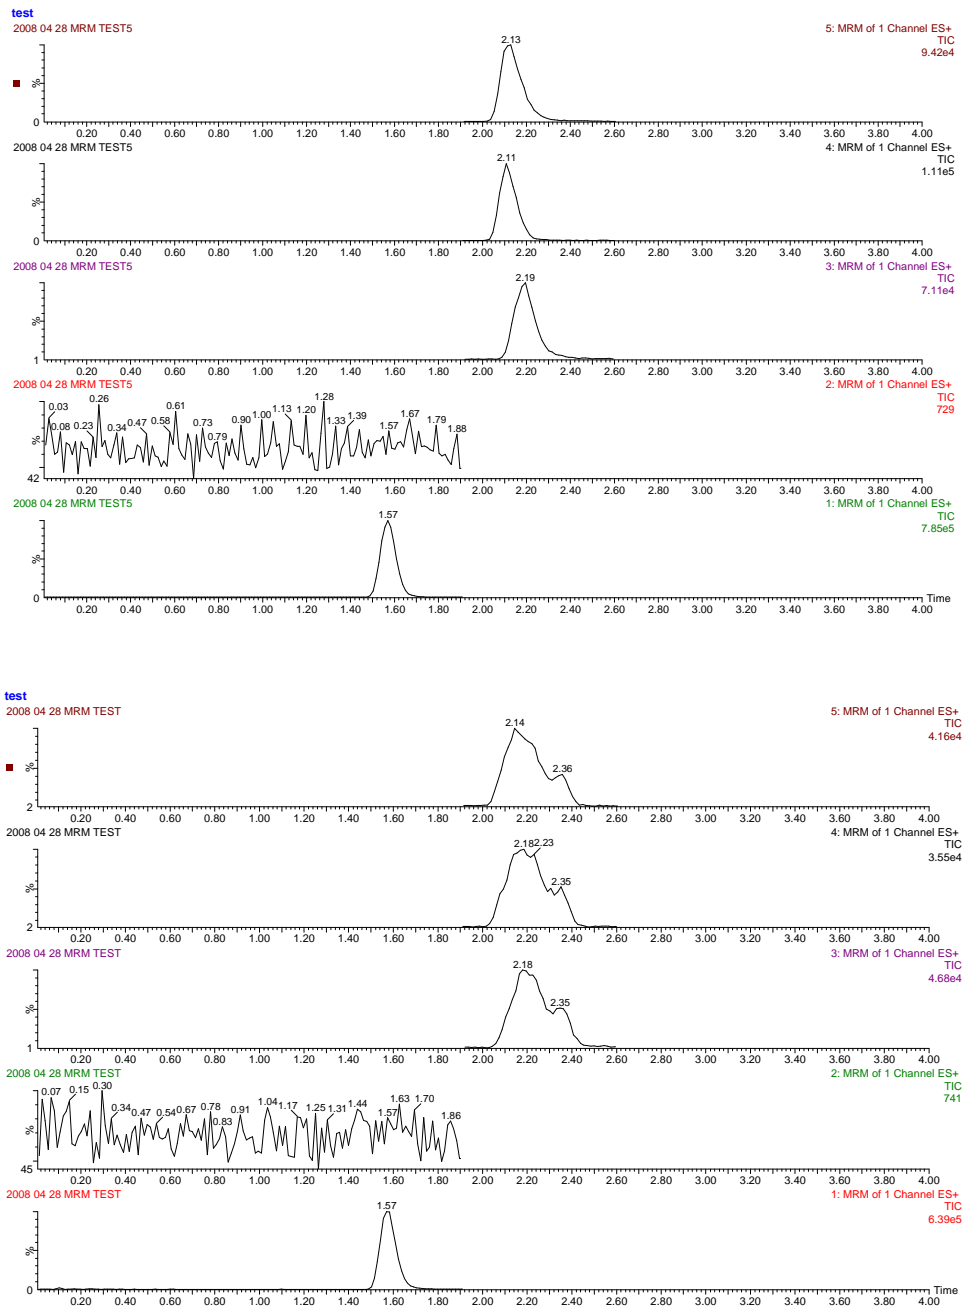 test
2008 04 28 MRM TEST5 5: MRM of 1 Channel ES+
TIC
9.42e4
2.13
%
0
0.20 0.40 0.60 0.80 1.00 1.20 1.40 1.60 1.80 2.00 2.20 2.40 2.60 2.80 3.00 3.20 3.40 3.60 3.80 4.00
2008 04 28 MRM TEST5 4: MRM of 1 Channel ES+
TIC
1.11e5
2.11
%
0
0.20 0.40 0.60 0.80 1.00 1.20 1.40 1.60 1.80 2.00 2.20 2.40 2.60 2.80 3.00 3.20 3.40 3.60 3.80 4.00
2008 04 28 MRM TEST5 3: MRM of 1 Channel ES+
TIC
7.11e4
2.19
%
1
0.20 0.40 0.60 0.80 1.00 1.20 1.40 1.60 1.80 2.00 2.20 2.40 2.60 2.80 3.00 3.20 3.40 3.60 3.80 4.00
2008 04 28 MRM TEST5 2: MRM of 1 Channel ES+
TIC
729
0.03 0.08 0.23 0.26 0.34 0.47 0.58 0.61 0.73 0.79 0.90 1.00 1.13 1.20 1.28 1.33 1.39 1.57 1.67 1.79 1.88
%
42
0.20 0.40 0.60 0.80 1.00 1.20 1.40 1.60 1.80 2.00 2.20 2.40 2.60 2.80 3.00 3.20 3.40 3.60 3.80 4.00
2008 04 28 MRM TEST5 1: MRM of 1 Channel ES+
TIC
7.85e5
1.57
%
0 Time
0.20 0.40 0.60 0.80 1.00 1.20 1.40 1.60 1.80 2.00 2.20 2.40 2.60 2.80 3.00 3.20 3.40 3.60 3.80 4.00
test
2008 04 28 MRM TEST 5: MRM of 1 Channel ES+
TIC
4.16e4
2.14 2.36
%
2
0.20 0.40 0.60 0.80 1.00 1.20 1.40 1.60 1.80 2.00 2.20 2.40 2.60 2.80 3.00 3.20 3.40 3.60 3.80 4.00
2008 04 28 MRM TEST 4: MRM of 1 Channel ES+
TIC
3.55e4
2.18 2.23 2.35
%
2
0.20 0.40 0.60 0.80 1.00 1.20 1.40 1.60 1.80 2.00 2.20 2.40 2.60 2.80 3.00 3.20 3.40 3.60 3.80 4.00
2008 04 28 MRM TEST 3: MRM of 1 Channel ES+
TIC
4.68e4
2.18 2.35
%
1
0.20 0.40 0.60 0.80 1.00 1.20 1.40 1.60 1.80 2.00 2.20 2.40 2.60 2.80 3.00 3.20 3.40 3.60 3.80 4.00
2008 04 28 MRM TEST 2: MRM of 1 Channel ES+
TIC
741
0.07 0.15 0.30 0.34 0.47 0.54 0.67 0.78 0.83 0.91 1.04 1.17 1.25 1.31 1.44 1.57 1.63 1.70 1.86
%
45
0.20 0.40 0.60 0.80 1.00 1.20 1.40 1.60 1.80 2.00 2.20 2.40 2.60 2.80 3.00 3.20 3.40 3.60 3.80 4.00
2008 04 28 MRM TEST 1: MRM of 1 Channel ES+
TIC
6.39e5
1.57
%
0 Time
0.20 0.40 0.60 0.80 1.00 1.20 1.40 1.60 1.80 2.00 2.20 2.40 2.60 2.80 3.00 3.20 3.40 3.60 3.80 4.00